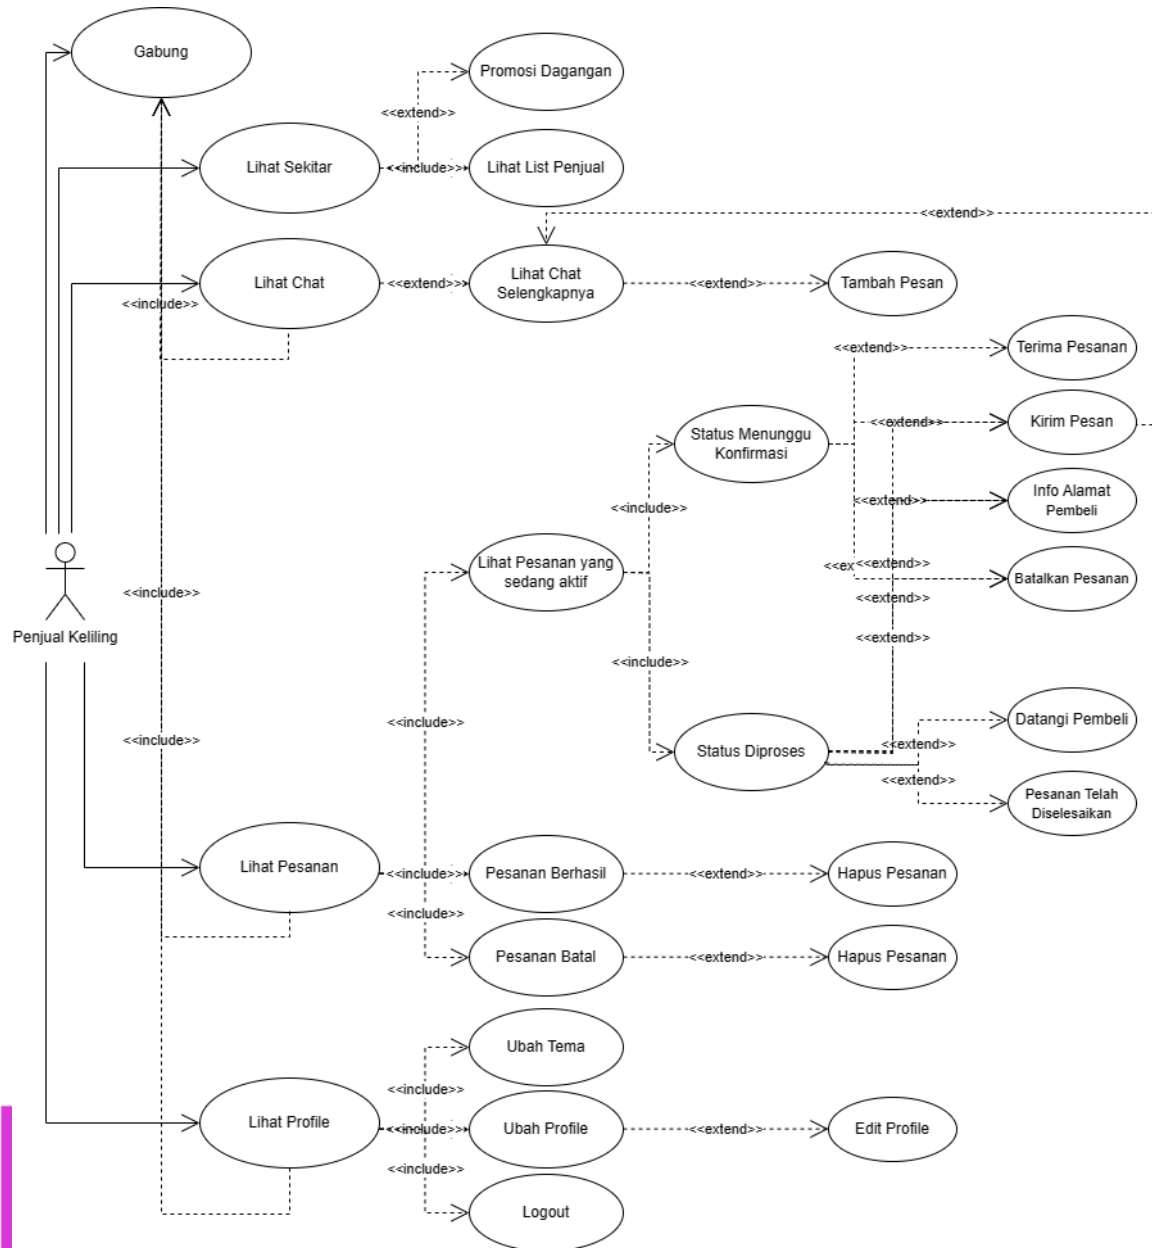 Gabung
Promosi Dagangan
<<extend>>
Lihat Sekitar
<<include>>
Lihat List Penjual
<<extend>>
Lihat Chat
<<extend>>
Lihat Chat
Selengkapnya
<<extend>>
Tambah Pesan
<<include>>
<<extend>>
Terima Pesanan
Status Menunggu
Konfirmasi
<<extend>>
Kirim Pesan
<<include>>
<<extend>>
Info Alamat
Pembeli
Lihat Pesanan yang
sedang aktif
<<ex
<<extend>>
Batalkan Pesanan
<<include>>
<<extend>>
Penjual Keliling
<<extend>>
<<include>>
<<include>>
Datangi Pembeli
<<include>>
Status Diproses
<<extend>>
<<extend>>
Pesanan Telah
Diselesaikan
Lihat Pesanan
<<include>>
Pesanan Berhasil
<<extend>>
Hapus Pesanan
<<include>>
Pesanan Batal
<<extend>>
Hapus Pesanan
Ubah Tema
<<include>>
Lihat Profile
<<include>>
Ubah Profile
<<extend>>
Edit Profile
<<include>>
Logout